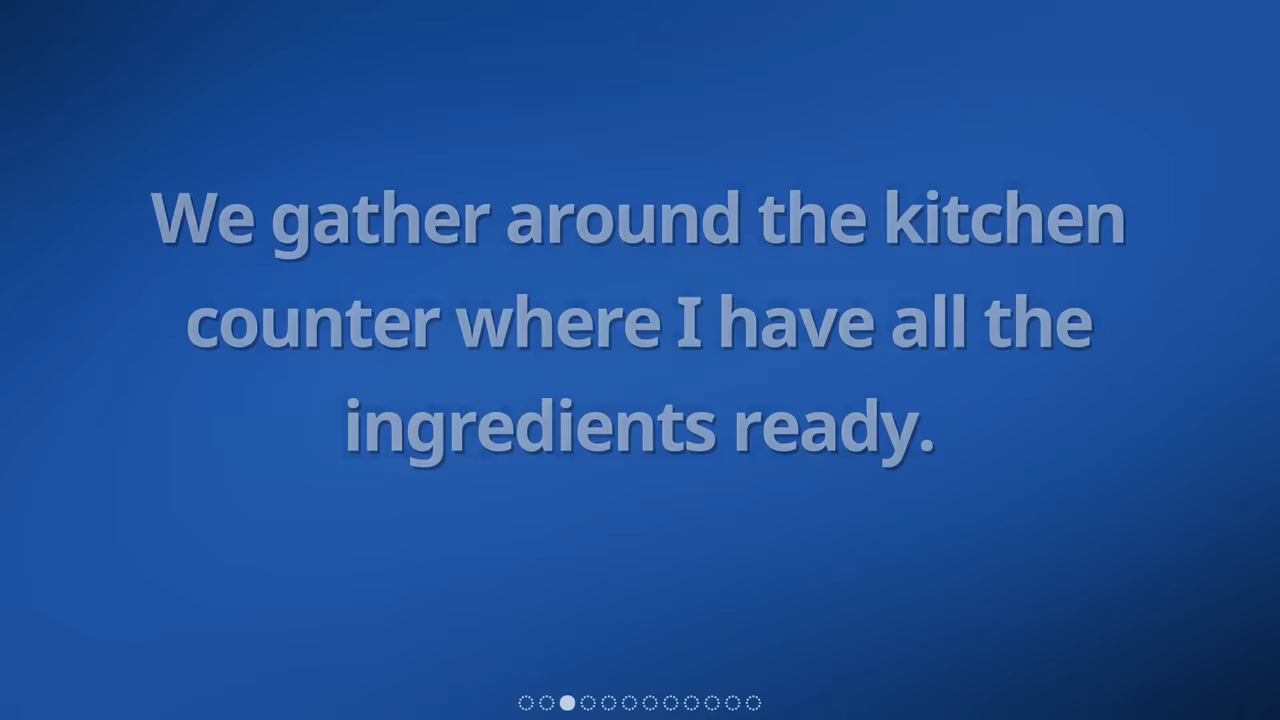 We gather around the kitchen
counter where I have all the
ingredients ready.